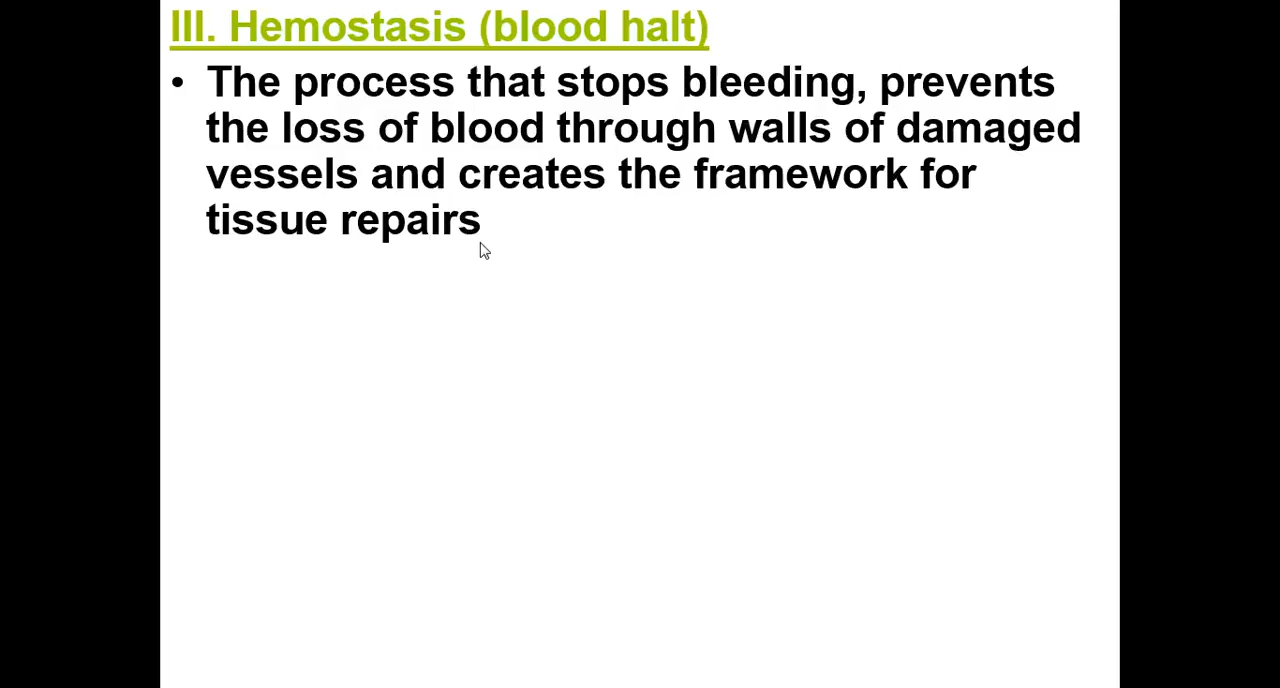 III. Hemostasis (blood halt)
• The process that stops bleeding, prevents
the loss of blood through walls of damaged
vessels and creates the framework for
tissue repairs